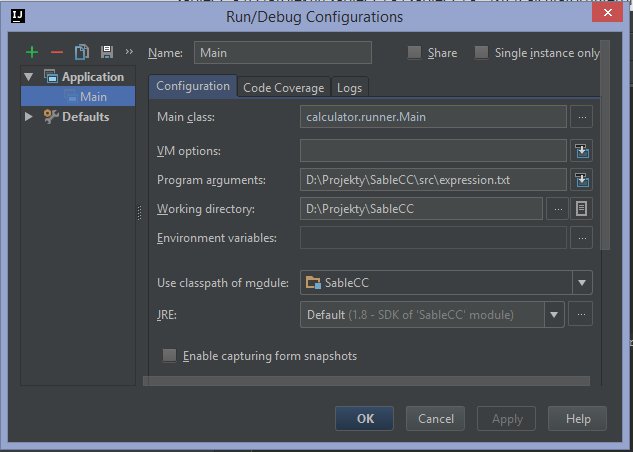 IJ
Run/Debug Configurations
»
Name: Main
Share
Single instance only
Application
Main
Defaults
Configuration
Code Coverage
Logs
Main class: calculator.runner.Main ...
VM options:
Program arguments: D:\Projekty\SableCC\src\expression.txt
Working directory: D:\Projekty\SableCC ...
Environment variables: ...
Use classpath of module: SableCC
JRE: Default (1.8 - SDK of 'SableCC' module) ...
Enable capturing form snapshots
OK Cancel Apply Help